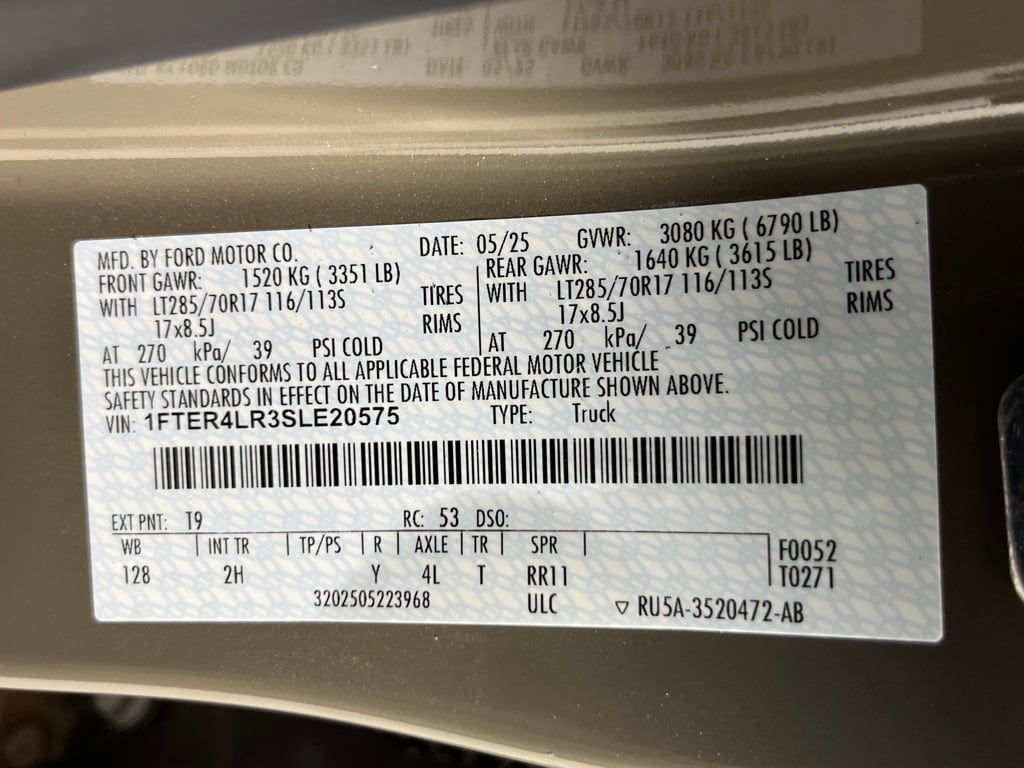 MFD. BY FORD MOTOR CO. DATE: 05/25 GVWR: 3080 KG ( 6790 LB)
FRONT GAWR: 1520 KG ( 3351 LB) REAR GAWR: 1640 KG ( 3615 LB)
WITH LT285/70R17 116/113S TIRES WITH LT285/70R17 116/113S TIRES
17x8.5J RIMS 17x8.5J RIMS
AT 270 kPa/ 39 PSI COLD AT 270 kPa/ 39 PSI COLD
THIS VEHICLE CONFORMS TO ALL APPLICABLE FEDERAL MOTOR VEHICLE
SAFETY STANDARDS IN EFFECT ON THE DATE OF MANUFACTURE SHOWN ABOVE.
VIN: 1FTER4LR3SLE20575 TYPE: Truck
EXT PNT: T9 RC: 53 DSO:
WB INT TR TP/PS R AXLE TR SPR F0052
128 2H Y 4L T RR11 T0271
3202505223968 ULC ▽ RU5A-3520472-AB